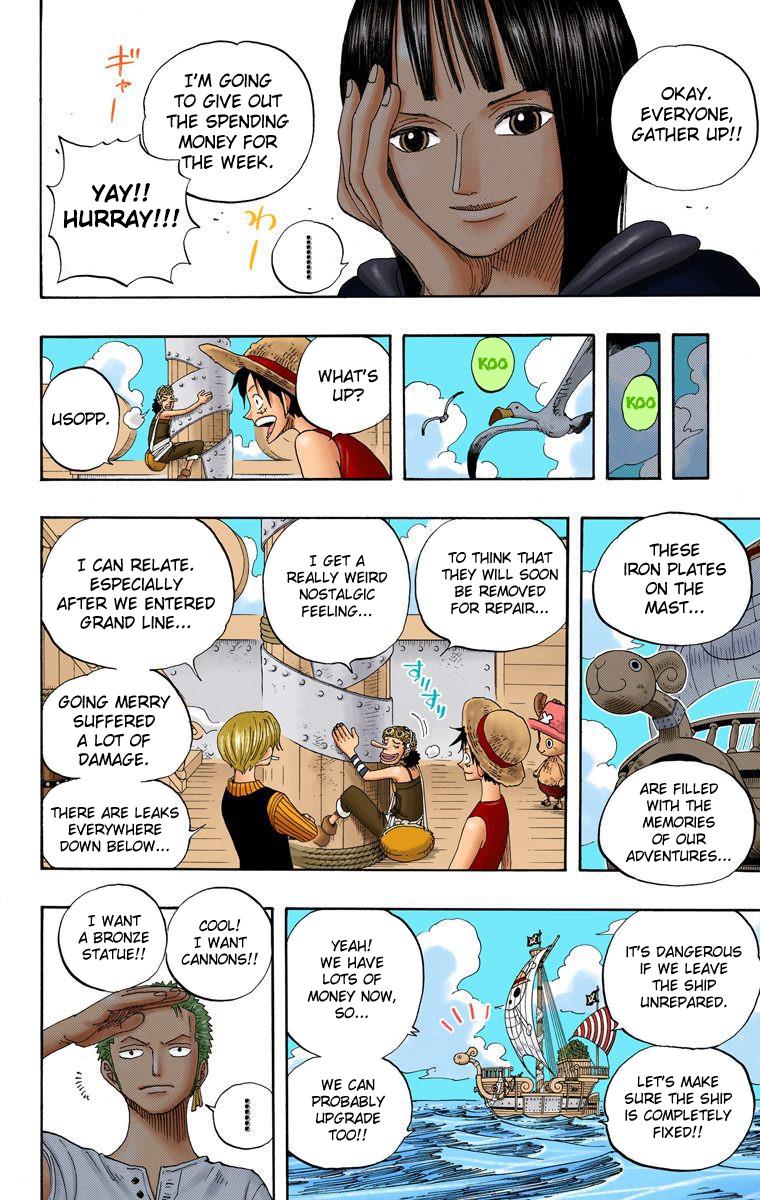 OKAY.
EVERYONE,
GATHER UP!!
I'M GOING
TO GIVE OUT
THE SPENDING
MONEY FOR
THE WEEK.
ギャー
YAY!!
HURRAY!!!
わー
KOO
KOO
WHAT'S
UP?
USOPP.
THESE
IRON PLATES
ON THE
MAST...
ARE FILLED
WITH THE
MEMORIES
OF OUR
ADVENTURES...
TO THINK THAT
THEY WILL SOON
BE REMOVED
FOR REPAIR...
I GET A
REALLY WEIRD
NOSTALGIC
FEELING...
すりすり
I CAN RELATE.
ESPECIALLY
AFTER WE ENTERED
GRAND LINE...
GOING MERRY
SUFFERED
A LOT OF
DAMAGE.
THERE ARE LEAKS
EVERYWHERE
DOWN BELOW...
IT'S DANGEROUS
IF WE LEAVE
THE SHIP
UNREPARED.
LET'S MAKE
SURE THE SHIP
IS COMPLETELY
FIXED!!
YEAH!
WE HAVE
LOTS OF
MONEY NOW,
SO...
WE CAN
PROBABLY
UPGRADE
TOO!!
COOL!
I WANT
CANNONS!!
I WANT
A BRONZE
STATUE!!